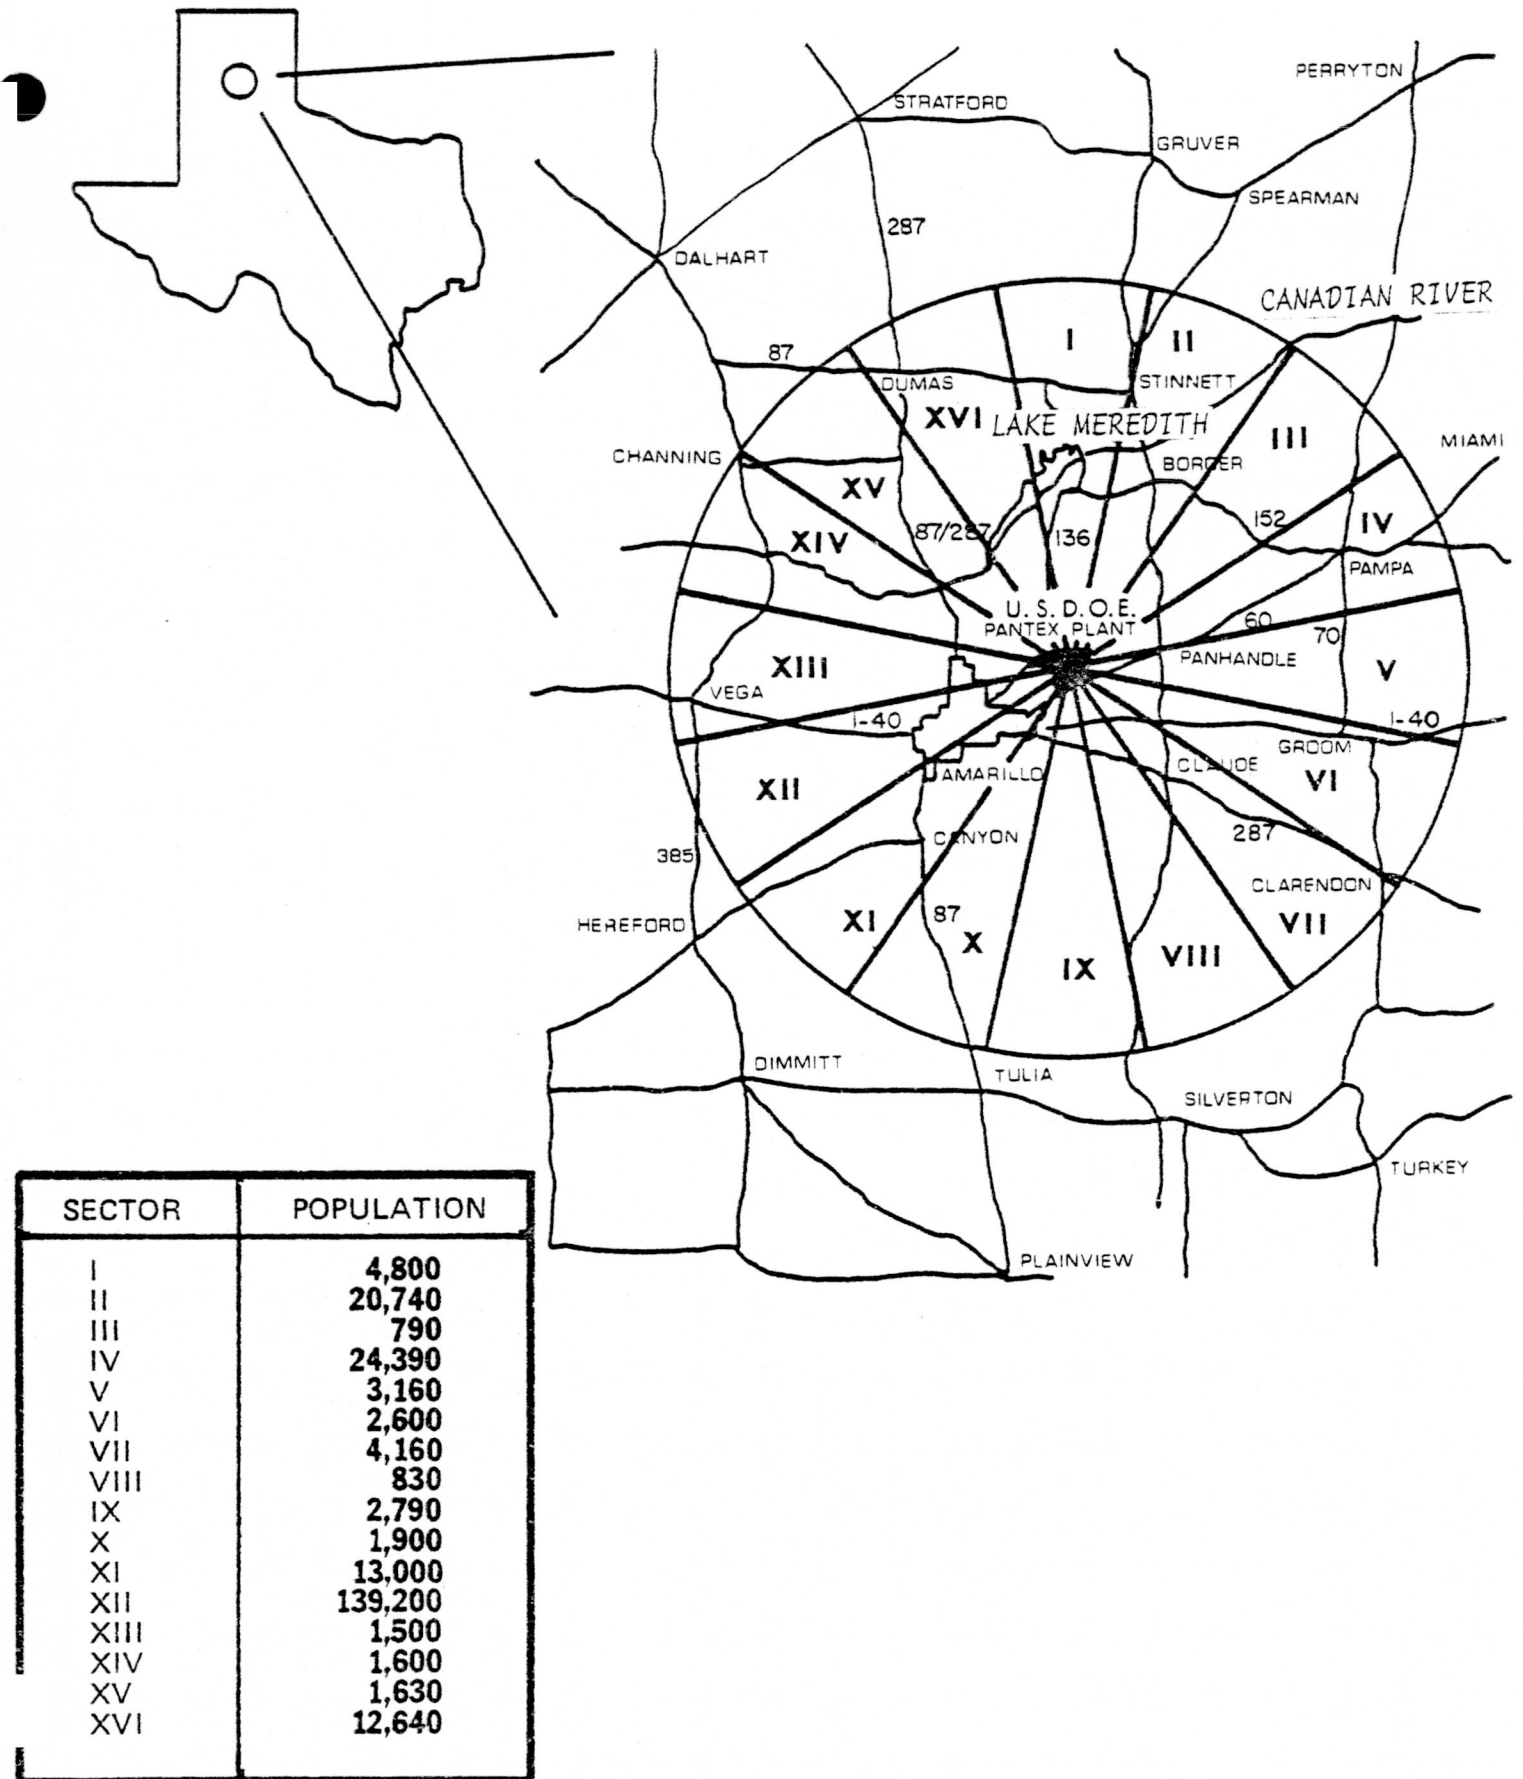 PERRYTON
STRATFORD
GRUVER
SPEARMAN
287
DALHART
CANADIAN RIVER
I
II
87
DUMAS
STINNETT
XVI
LAKE MEREDITH
III
MIAMI
CHANNING
BORGER
XV
152
IV
XIV
87/287
136
PAMPA
U.S.D.O.E.
PANTEX PLANT
60
70
XIII
PANHANDLE
V
VEGA
I-40
I-40
GROOM
AMARILLO
CLAUDE
VI
XII
CANYON
287
385
CLARENDON
HEREFORD
XI
87
X
VII
IX
VIII
DIMMITT
TULIA
SILVERTON
TURKEY
PLAINVIEW
SECTOR POPULATION
I 4,800
II 20,740
III 790
IV 24,390
V 3,160
VI 2,600
VII 4,160
VIII 830
IX 2,790
X 1,900
XI 13,000
XII 139,200
XIII 1,500
XIV 1,600
XV 1,630
XVI 12,640